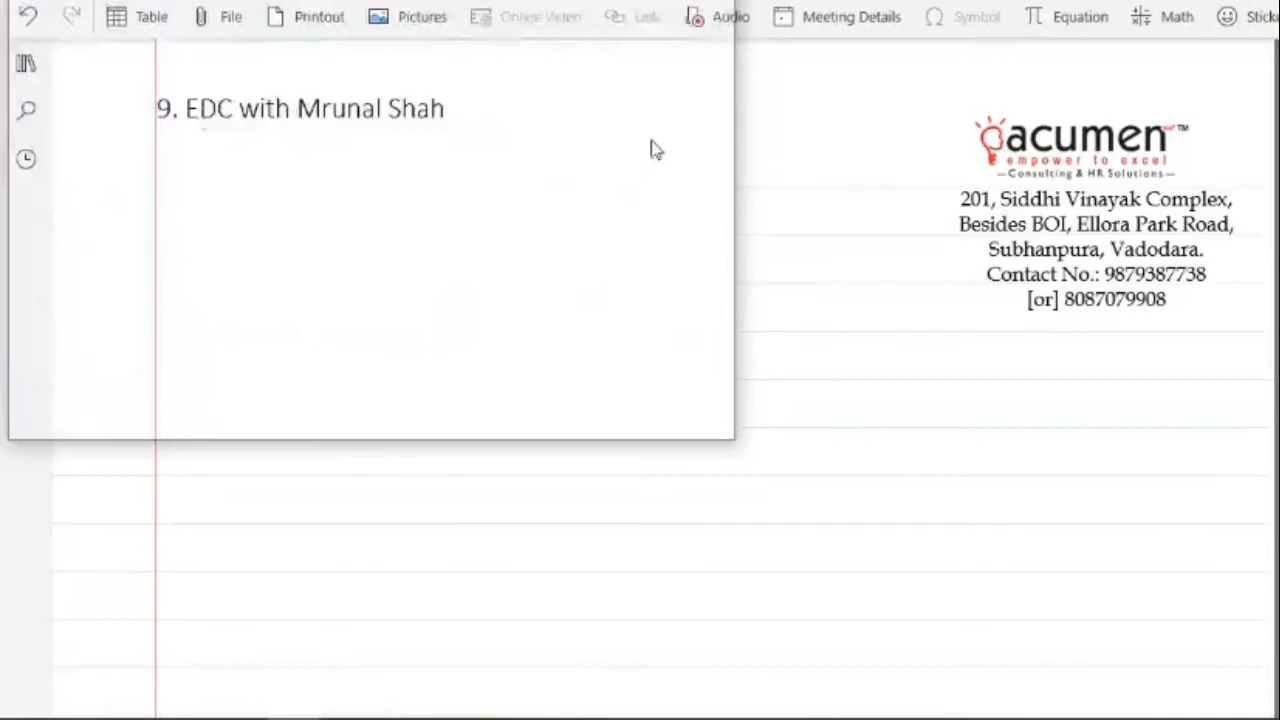 Table File Printout Pictures Online Video Link Audio Meeting Details Symbol Equation Math Stick
9. EDC with Mrunal Shah
acumen™
empower to excel
—Consulting & HR Solutions—
201, Siddhi Vinayak Complex,
Besides BOI, Ellora Park Road,
Subhanpura, Vadodara.
Contact No.: 9879387738
[or] 8087079908